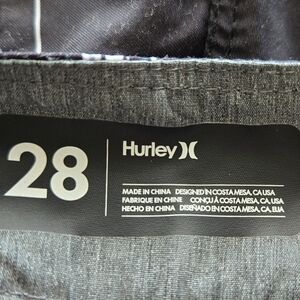 28
Hurley
MADE IN CHINA DESIGNED IN COSTA MESA, CA USA
FABRIQUE EN CHINE CONÇU À COSTA MESA, CA, USA
HECHO EN CHINA DISEÑADO EN COSTA MESA, CA, EUA